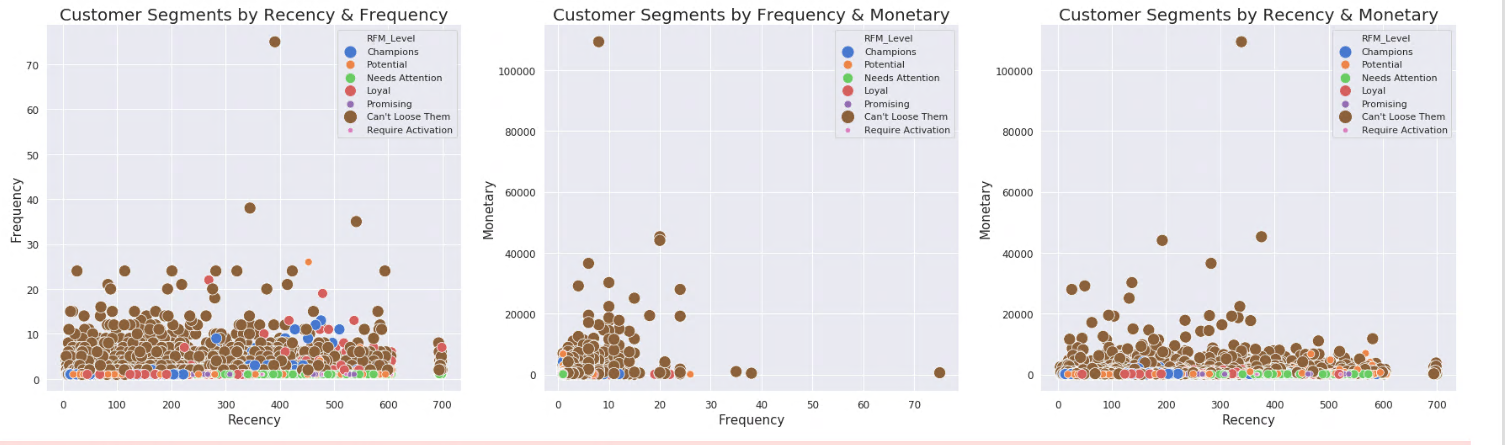 Customer Segments by Recency & Frequency
RFM_Level
Champions
Potential
Needs Attention
Loyal
Promising
Can't Loose Them
Require Activation
70
60
50
40
30
20
10
0
Frequency
0 100 200 300 400 500 600 700
Recency
Customer Segments by Frequency & Monetary
RFM_Level
Champions
Potential
Needs Attention
Loyal
Promising
Can't Loose Them
Require Activation
100000
80000
60000
40000
20000
0
Monetary
0 10 20 30 40 50 60 70
Frequency
Customer Segments by Recency & Monetary
RFM_Level
Champions
Potential
Needs Attention
Loyal
Promising
Can't Loose Them
Require Activation
100000
80000
60000
40000
20000
0
Monetary
0 100 200 300 400 500 600 700
Recency